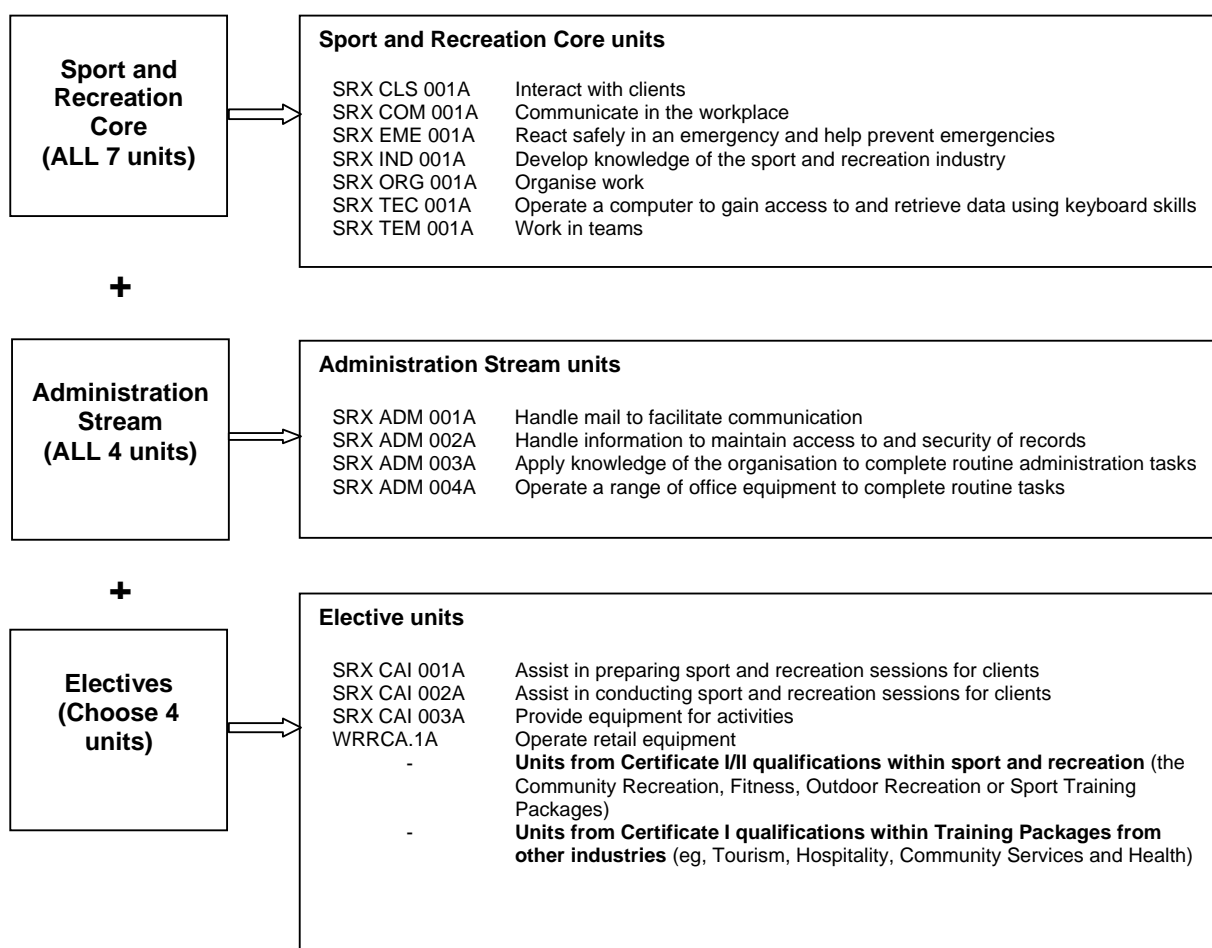 Sport and
Recreation
Core
(ALL 7 units)
Sport and Recreation Core units
SRX CLS 001A Interact with clients
SRX COM 001A Communicate in the workplace
SRX EME 001A React safely in an emergency and help prevent emergencies
SRX IND 001A Develop knowledge of the sport and recreation industry
SRX ORG 001A Organise work
SRX TEC 001A Operate a computer to gain access to and retrieve data using keyboard skills
SRX TEM 001A Work in teams
+
Administration
Stream
(ALL 4 units)
Administration Stream units
SRX ADM 001A Handle mail to facilitate communication
SRX ADM 002A Handle information to maintain access to and security of records
SRX ADM 003A Apply knowledge of the organisation to complete routine administration tasks
SRX ADM 004A Operate a range of office equipment to complete routine tasks
+
Electives
(Choose 4
units)
Elective units
SRX CAI 001A Assist in preparing sport and recreation sessions for clients
SRX CAI 002A Assist in conducting sport and recreation sessions for clients
SRX CAI 003A Provide equipment for activities
WRRCA.1A Operate retail equipment
- Units from Certificate I/II qualifications within sport and recreation (the
Community Recreation, Fitness, Outdoor Recreation or Sport Training
Packages)
- Units from Certificate I qualifications within Training Packages from
other industries (eg, Tourism, Hospitality, Community Services and Health)